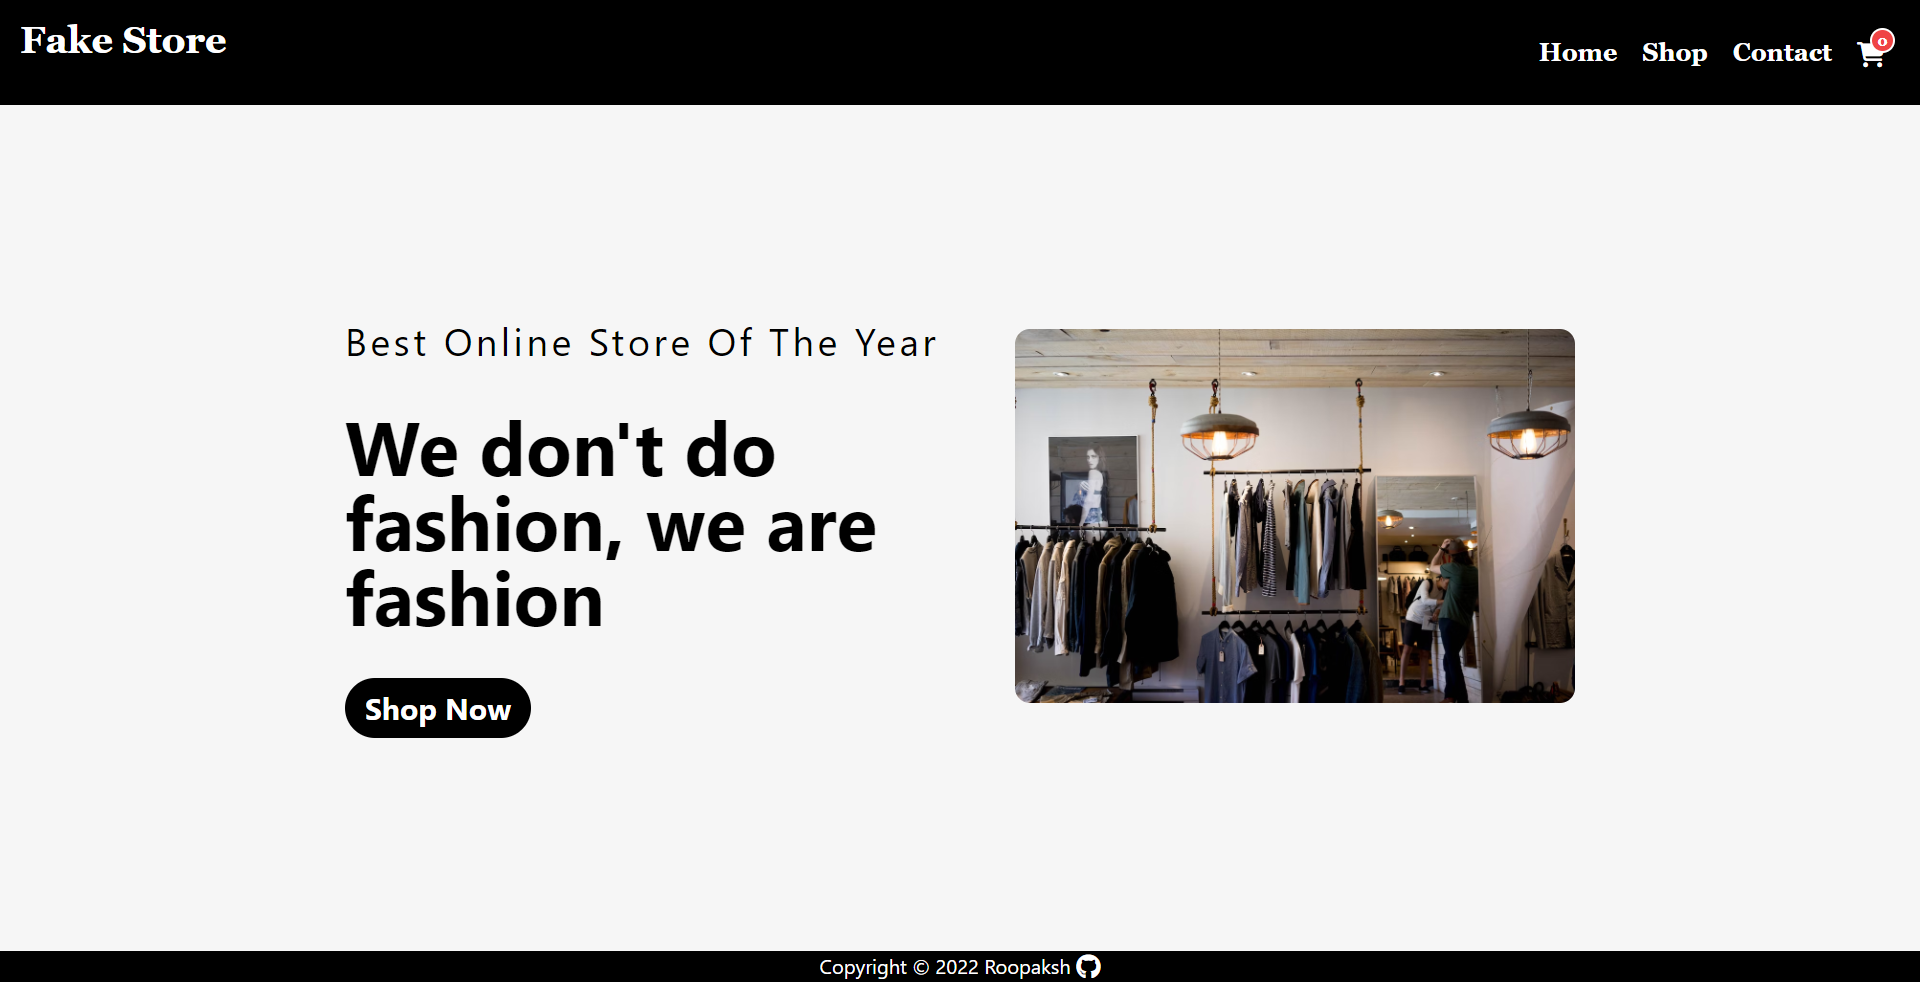 Fake Store
Home Shop Contact 0
Best Online Store Of The Year
We don't do
fashion, we are
fashion
Shop Now
Copyright © 2022 Roopaksh